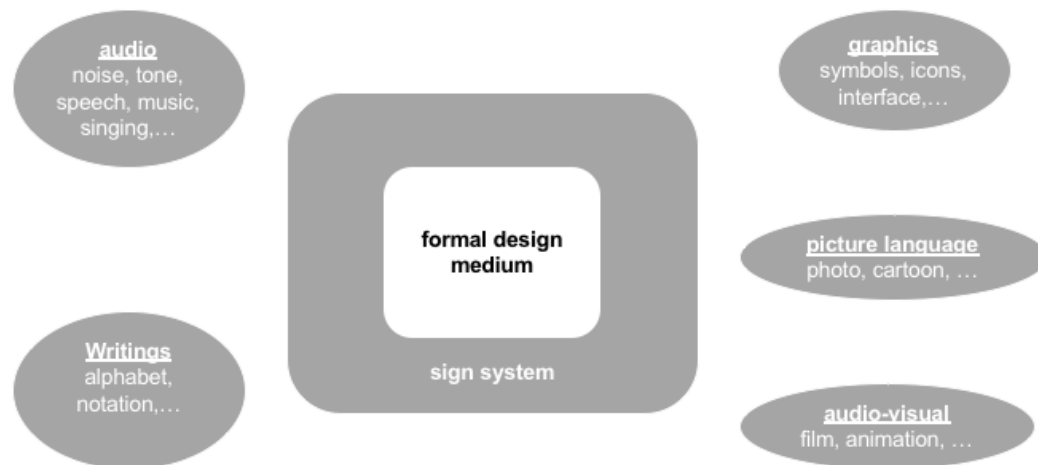 audio
noise, tone,
speech, music,
singing,…
Writings
alphabet,
notation,…
formal design
medium
sign system
graphics
symbols, icons,
interface,…
picture language
photo, cartoon, …
audio-visual
film, animation, …